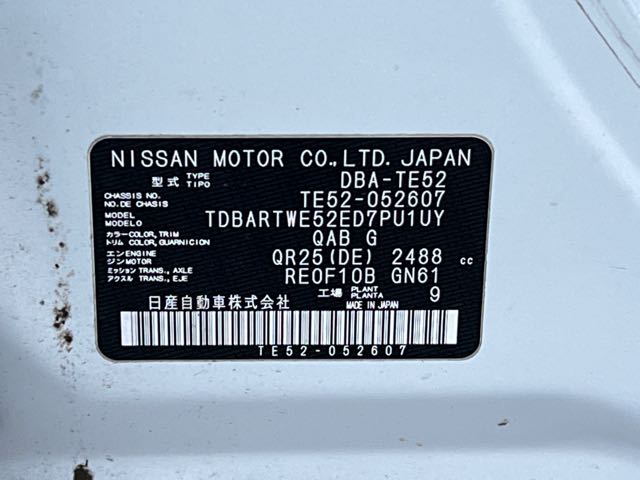 NISSAN MOTOR CO.,LTD. JAPAN
型式 TYPE TIPO DBA-TE52
CHASSIS NO. NO.DE CHASIS TE52-052607
MODEL MODELO TDBARTWE52ED7PU1UY
カラー COLOR,TRIM トリム COLOR,GUARNICION QAB G
エンジン ENGINE MOTOR QR25(DE) 2488 cc
ミッション TRANS., AXLE アクスル TRANS., EJE RE0F10B GN61
工場 PLANT PLANTA 9
日産自動車株式会社 MADE IN JAPAN
TE52-052607